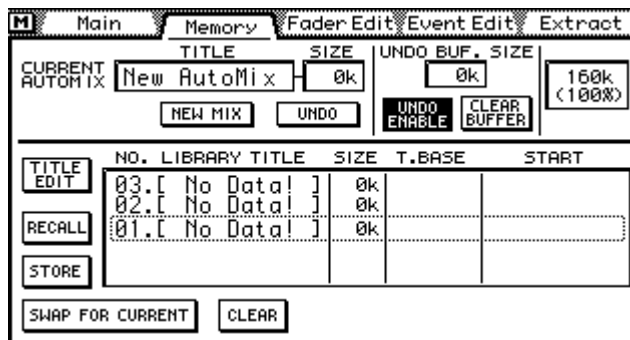 M Main Memory Fader Edit Event Edit Extract
TITLE SIZE UNDO BUF. SIZE
CURRENT AUTOMIX New AutoMix 0k 0k 160k (100%)
NEW MIX UNDO UNDO ENABLE CLEAR BUFFER
NO. LIBRARY TITLE SIZE T.BASE START
TITLE EDIT
03.[ No Data! ] 0k
02.[ No Data! ] 0k
RECALL 01.[ No Data! ] 0k
STORE
SWAP FOR CURRENT CLEAR